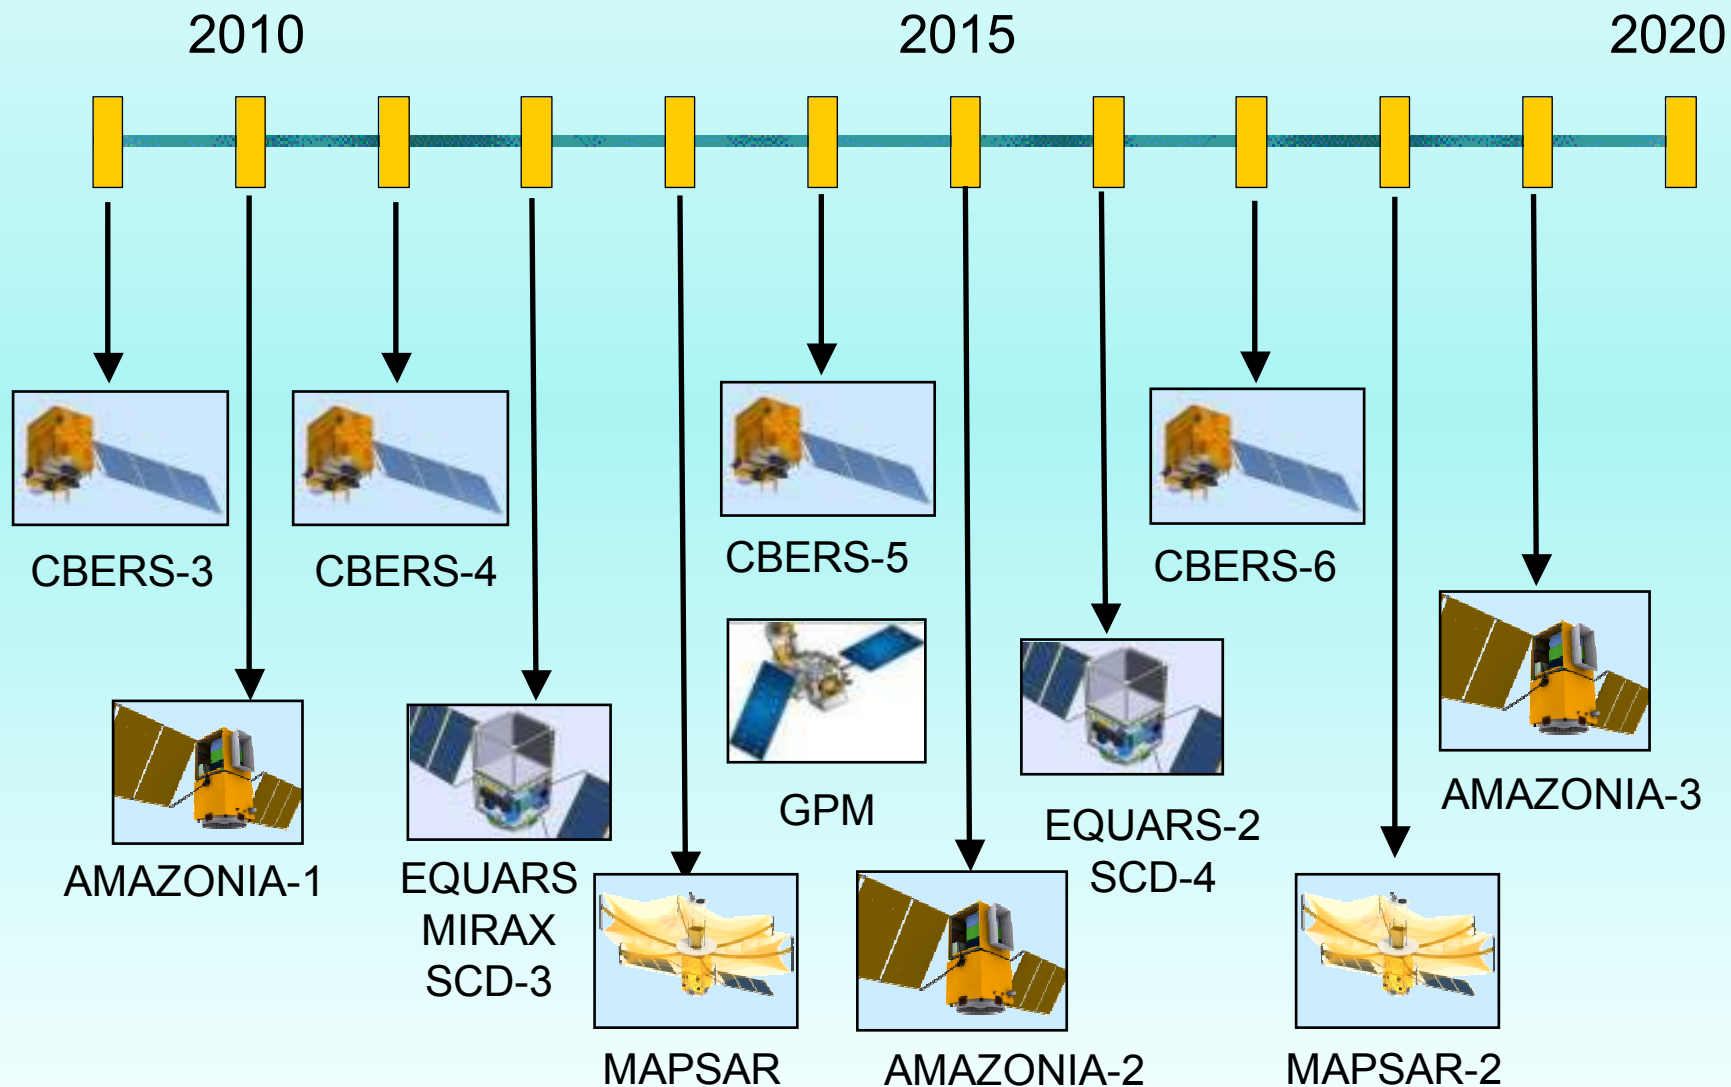 2010
2015
2020
CBERS-3
CBERS-4
CBERS-5
CBERS-6
AMAZONIA-1
EQUARS
MIRAX
SCD-3
MAPSAR
GPM
AMAZONIA-2
EQUARS-2
SCD-4
MAPSAR-2
AMAZONIA-3